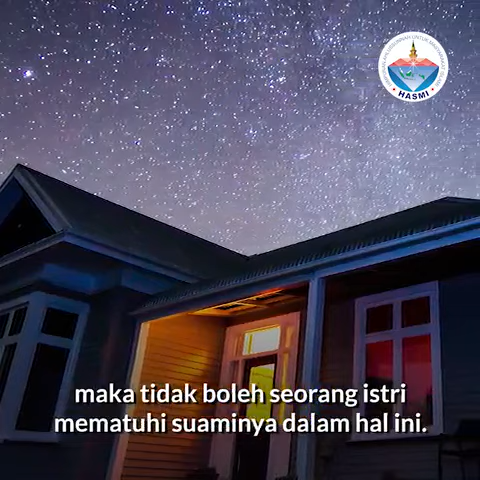 HASMI
maka tidak boleh seorang istri
mematuhi suaminya dalam hal ini.